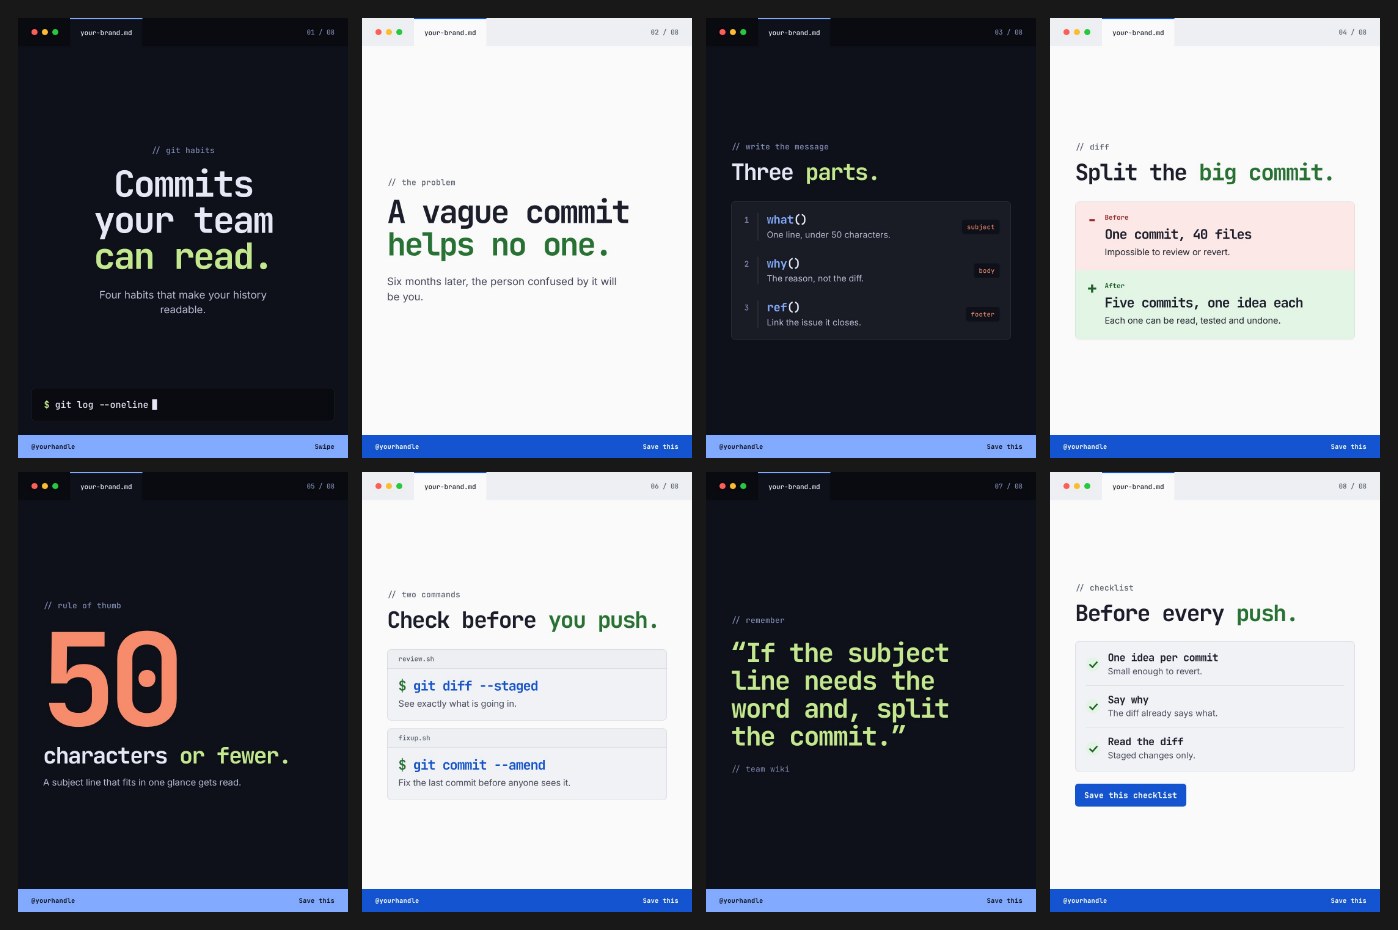 your-brand.md
01 / 08
// git habits
Commits
your team
can read.
Four habits that make your history
readable.
$ git log --oneline
@yourhandle
Swipe
your-brand.md
02 / 08
// the problem
A vague commit
helps no one.
Six months later, the person confused by it will
be you.
@yourhandle
Save this
your-brand.md
03 / 08
// write the message
Three parts.
1
what()
One line, under 50 characters.
subject
2
why()
The reason, not the diff.
body
3
ref()
Link the issue it closes.
footer
@yourhandle
Save this
your-brand.md
04 / 08
// diff
Split the big commit.
- Before
One commit, 40 files
Impossible to review or revert.
+ After
Five commits, one idea each
Each one can be read, tested and undone.
@yourhandle
Save this
your-brand.md
05 / 08
// rule of thumb
50
characters or fewer.
A subject line that fits in one glance gets read.
@yourhandle
Save this
your-brand.md
06 / 08
// two commands
Check before you push.
review.sh
$ git diff --staged
See exactly what is going in.
fixup.sh
$ git commit --amend
Fix the last commit before anyone sees it.
@yourhandle
Save this
your-brand.md
07 / 08
// remember
“If the subject
line needs the
word and, split
the commit.”
// team wiki
@yourhandle
Save this
your-brand.md
08 / 08
// checklist
Before every push.
One idea per commit
Small enough to revert.
Say why
The diff already says what.
Read the diff
Staged changes only.
Save this checklist
@yourhandle
Save this